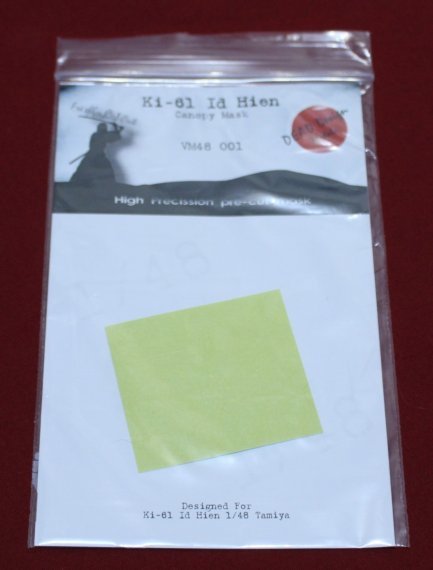 Ki-61 Id Hien
Canopy Mask
VM48 001
High Precission pre-cut mask
Designed For
Ki-61 Id Hien 1/48 Tamiya